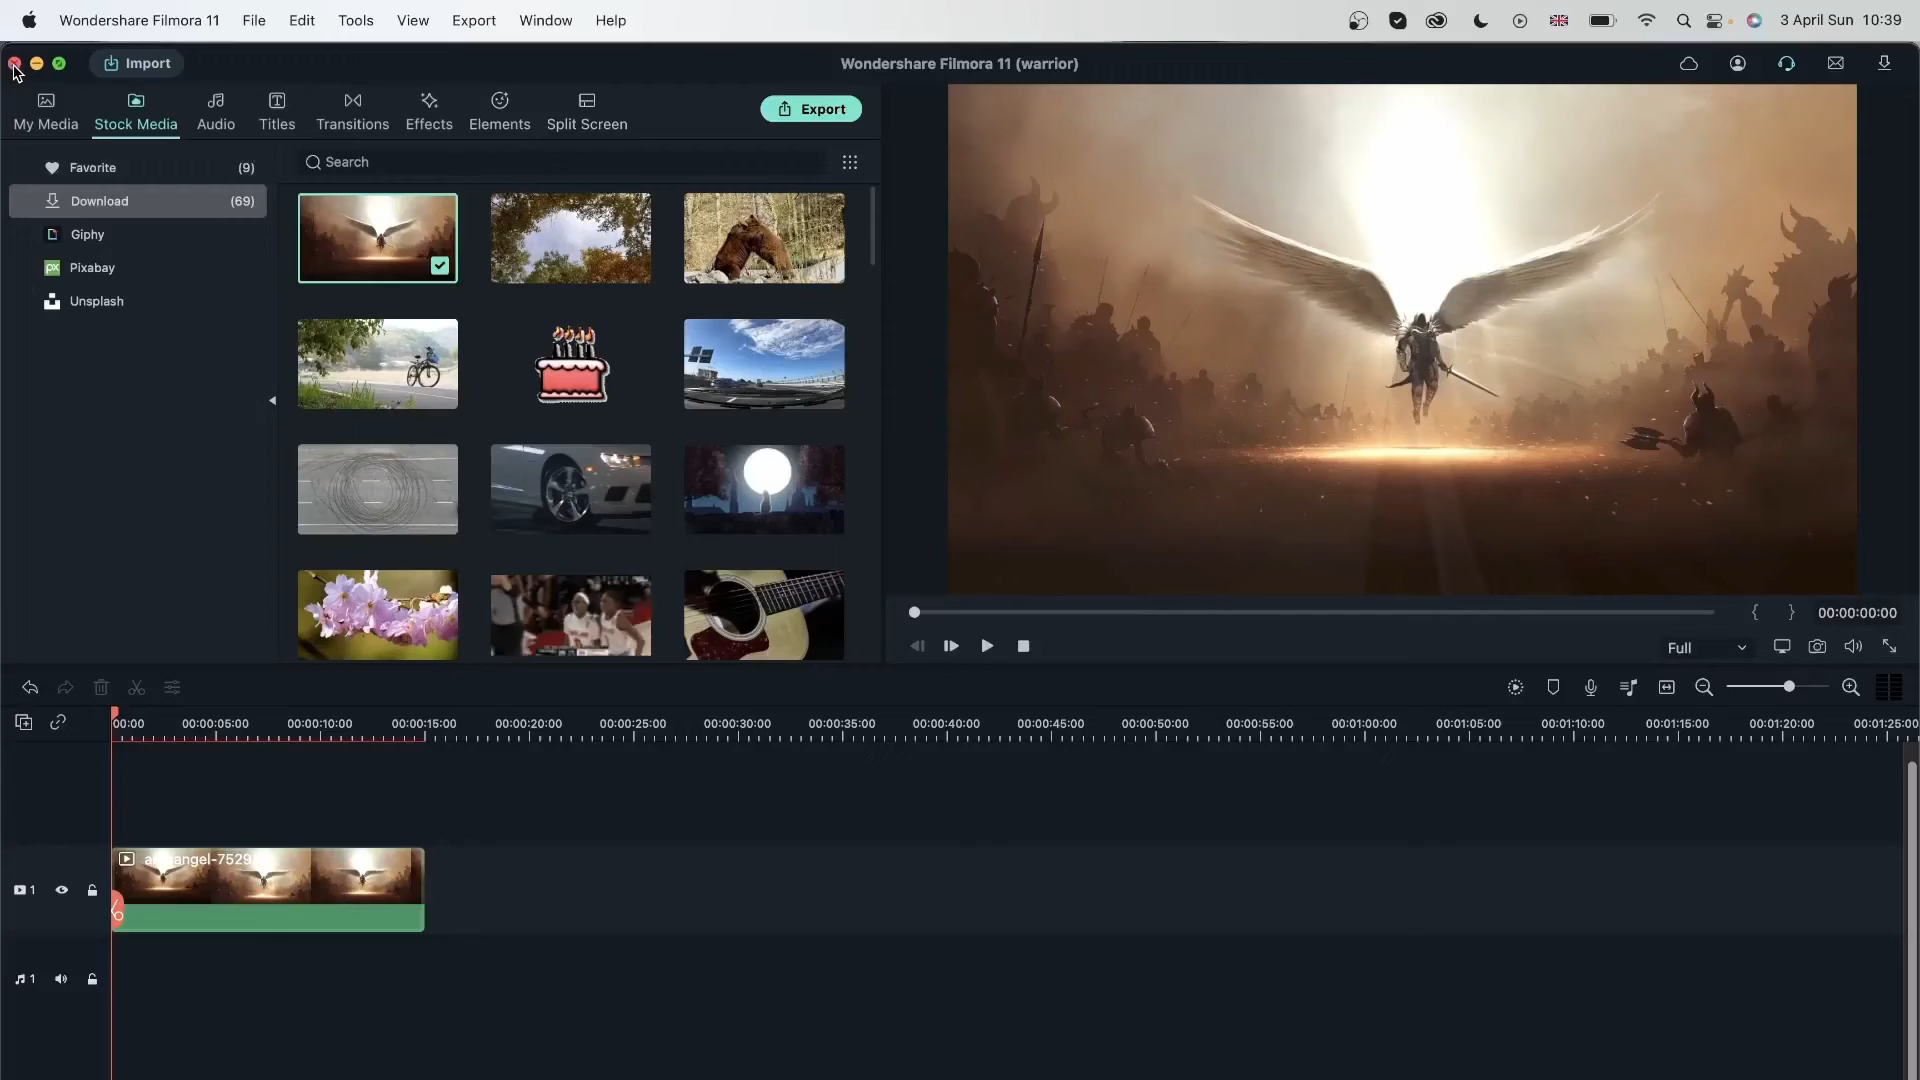 Wondershare Filmora 11 File Edit Tools View Export Window Help 3 April Sun 10:39
Import Wondershare Filmora 11 (warrior)
My Media Stock Media Audio Titles Transitions Effects Elements Split Screen Export
Favorite (9) Search
Download (69)
Giphy
px Pixabay
Unsplash
00:00:00:00
Full
00:00 00:00:05:00 00:00:10:00 00:00:15:00 00:00:20:00 00:00:25:00 00:00:30:00 00:00:35:00 00:00:40:00 00:00:45:00 00:00:50:00 00:00:55:00 00:01:00:00 00:01:05:00 00:01:10:00 00:01:15:00 00:01:20:00 00:01:25:00
1
1